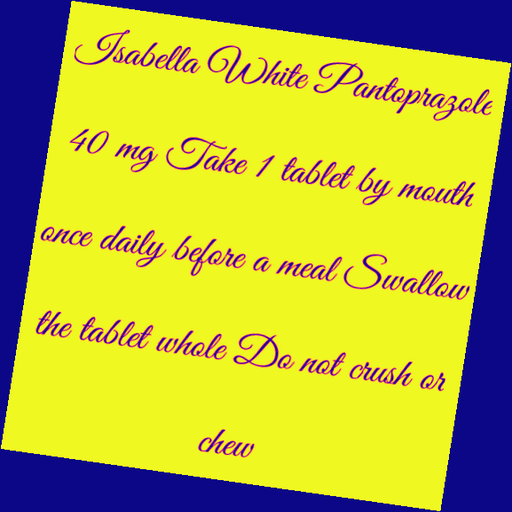 Isabella White Pantoprazole
40 mg Take 1 tablet by mouth
once daily before a meal Swallow
the tablet whole Do not crush or
chew